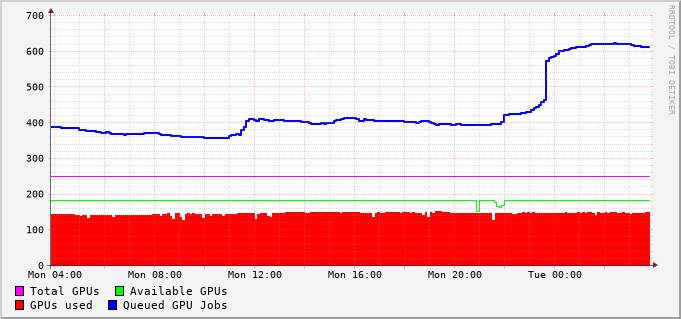 700
600
500
400
300
200
100
0
Mon 04:00 Mon 08:00 Mon 12:00 Mon 16:00 Mon 20:00 Tue 00:00
Total GPUs Available GPUs
GPUs used Queued GPU Jobs
RRDTOOL / TOBI OETIKER